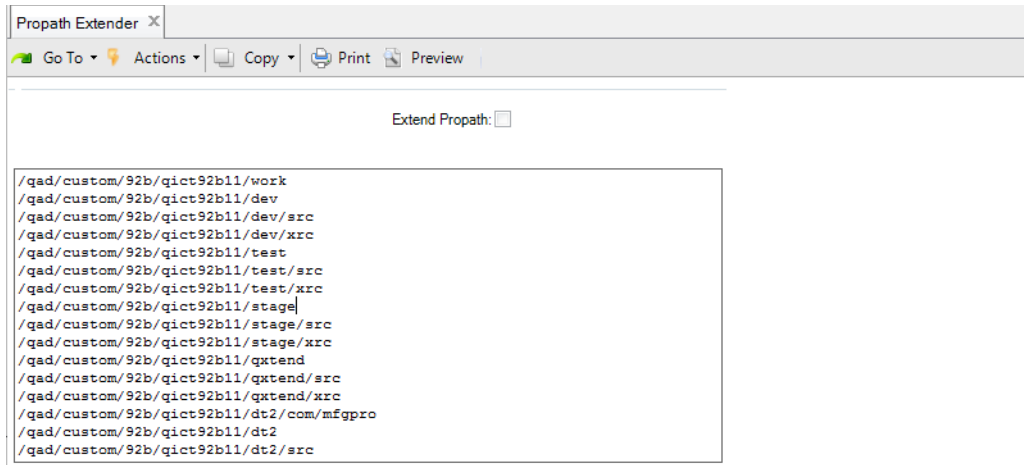 Propath Extender X
Go To Actions Copy Print Preview
Extend Propath:
/qad/custom/92b/qict92b11/work
/qad/custom/92b/qict92b11/dev
/qad/custom/92b/qict92b11/dev/src
/qad/custom/92b/qict92b11/dev/xrc
/qad/custom/92b/qict92b11/test
/qad/custom/92b/qict92b11/test/src
/qad/custom/92b/qict92b11/test/xrc
/qad/custom/92b/qict92b11/stage
/qad/custom/92b/qict92b11/stage/src
/qad/custom/92b/qict92b11/stage/xrc
/qad/custom/92b/qict92b11/qxtend
/qad/custom/92b/qict92b11/qxtend/src
/qad/custom/92b/qict92b11/qxtend/xrc
/qad/custom/92b/qict92b11/dt2/com/mfgpro
/qad/custom/92b/qict92b11/dt2
/qad/custom/92b/qict92b11/dt2/src